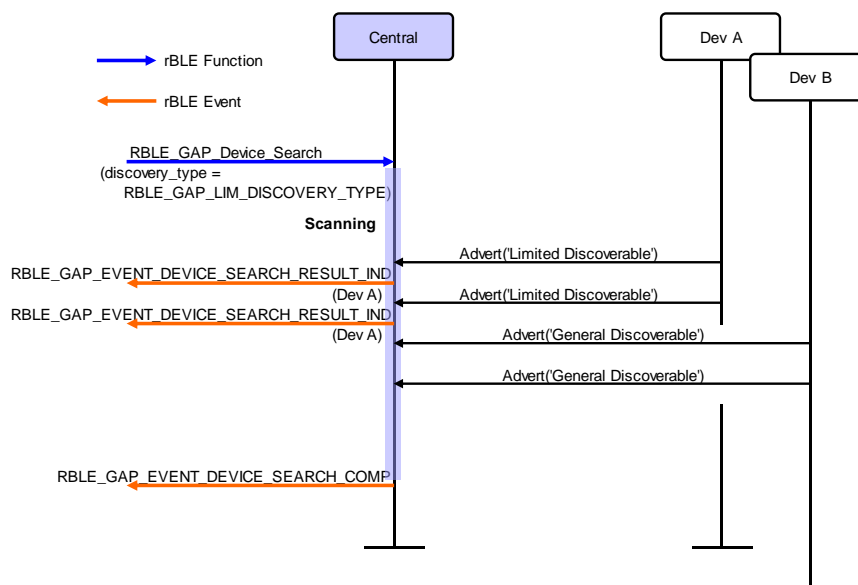 Central
Dev A
Dev B
rBLE Function
rBLE Event
RBLE_GAP_Device_Search
(discovery_type =
RBLE_GAP_LIM_DISCOVERY_TYPE)
Scanning
Advert('Limited Discoverable')
RBLE_GAP_EVENT_DEVICE_SEARCH_RESULT_IND
(Dev A)
Advert('Limited Discoverable')
RBLE_GAP_EVENT_DEVICE_SEARCH_RESULT_IND
(Dev A)
Advert('General Discoverable')
Advert('General Discoverable')
RBLE_GAP_EVENT_DEVICE_SEARCH_COMP